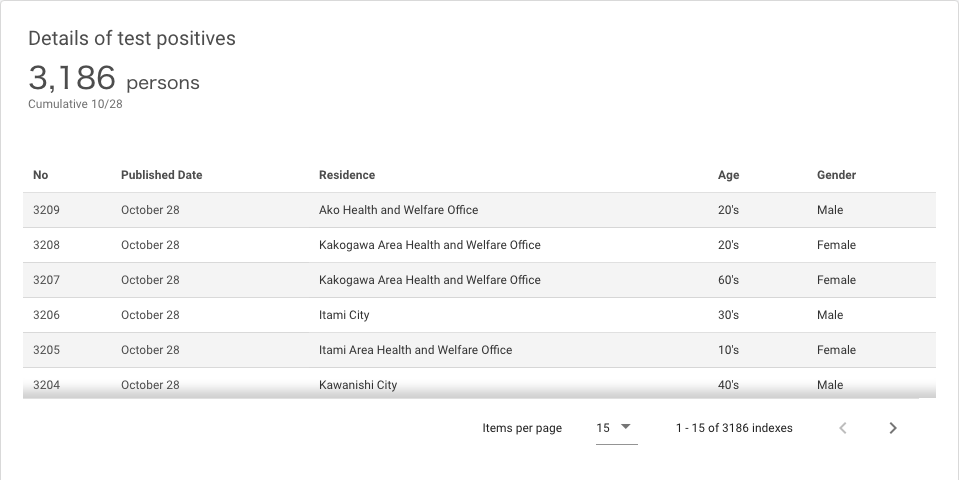 Details of test positives
3,186 persons
Cumulative 10/28
No Published Date Residence Age Gender
3209 October 28 Ako Health and Welfare Office 20's Male
3208 October 28 Kakogawa Area Health and Welfare Office 20's Female
3207 October 28 Kakogawa Area Health and Welfare Office 60's Female
3206 October 28 Itami City 30's Male
3205 October 28 Itami Area Health and Welfare Office 10's Female
3204 October 28 Kawanishi City 40's Male
Items per page 15 1 - 15 of 3186 indexes